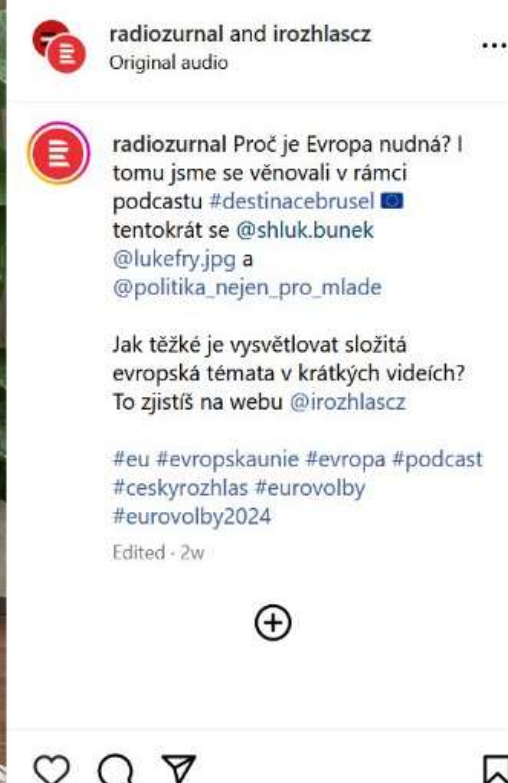 radiozurnal and irozhlascz
Original audio
radiozurnal Proč je Evropa nudná? I
tomu jsme se věnovali v rámci
podcastu #destinacebrusel 🇪🇺
tentokrát se @shluk.bunek
@lukefry.jpg a
@politika_nejen_pro_mlade
Jak těžké je vysvětlovat složitá
evropská témata v krátkých videích?
To zjistíš na webu @irozhlascz
#eu #evropskaunie #evropa #podcast
#ceskyrozhlas #eurovolby
#eurovolby2024
Edited · 2w